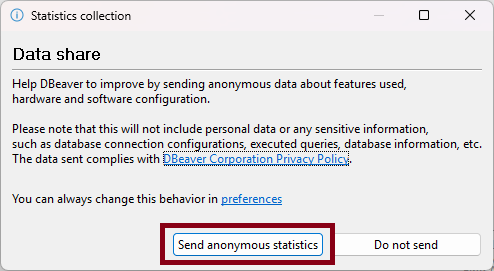 Statistics collection
Data share
Help DBeaver to improve by sending anonymous data about features used,
hardware and software configuration.
Please note that this will not include personal data or any sensitive information,
such as database connection configurations, executed queries, database information, etc.
The data sent complies with DBeaver Corporation Privacy Policy.
You can always change this behavior in preferences
Send anonymous statistics
Do not send